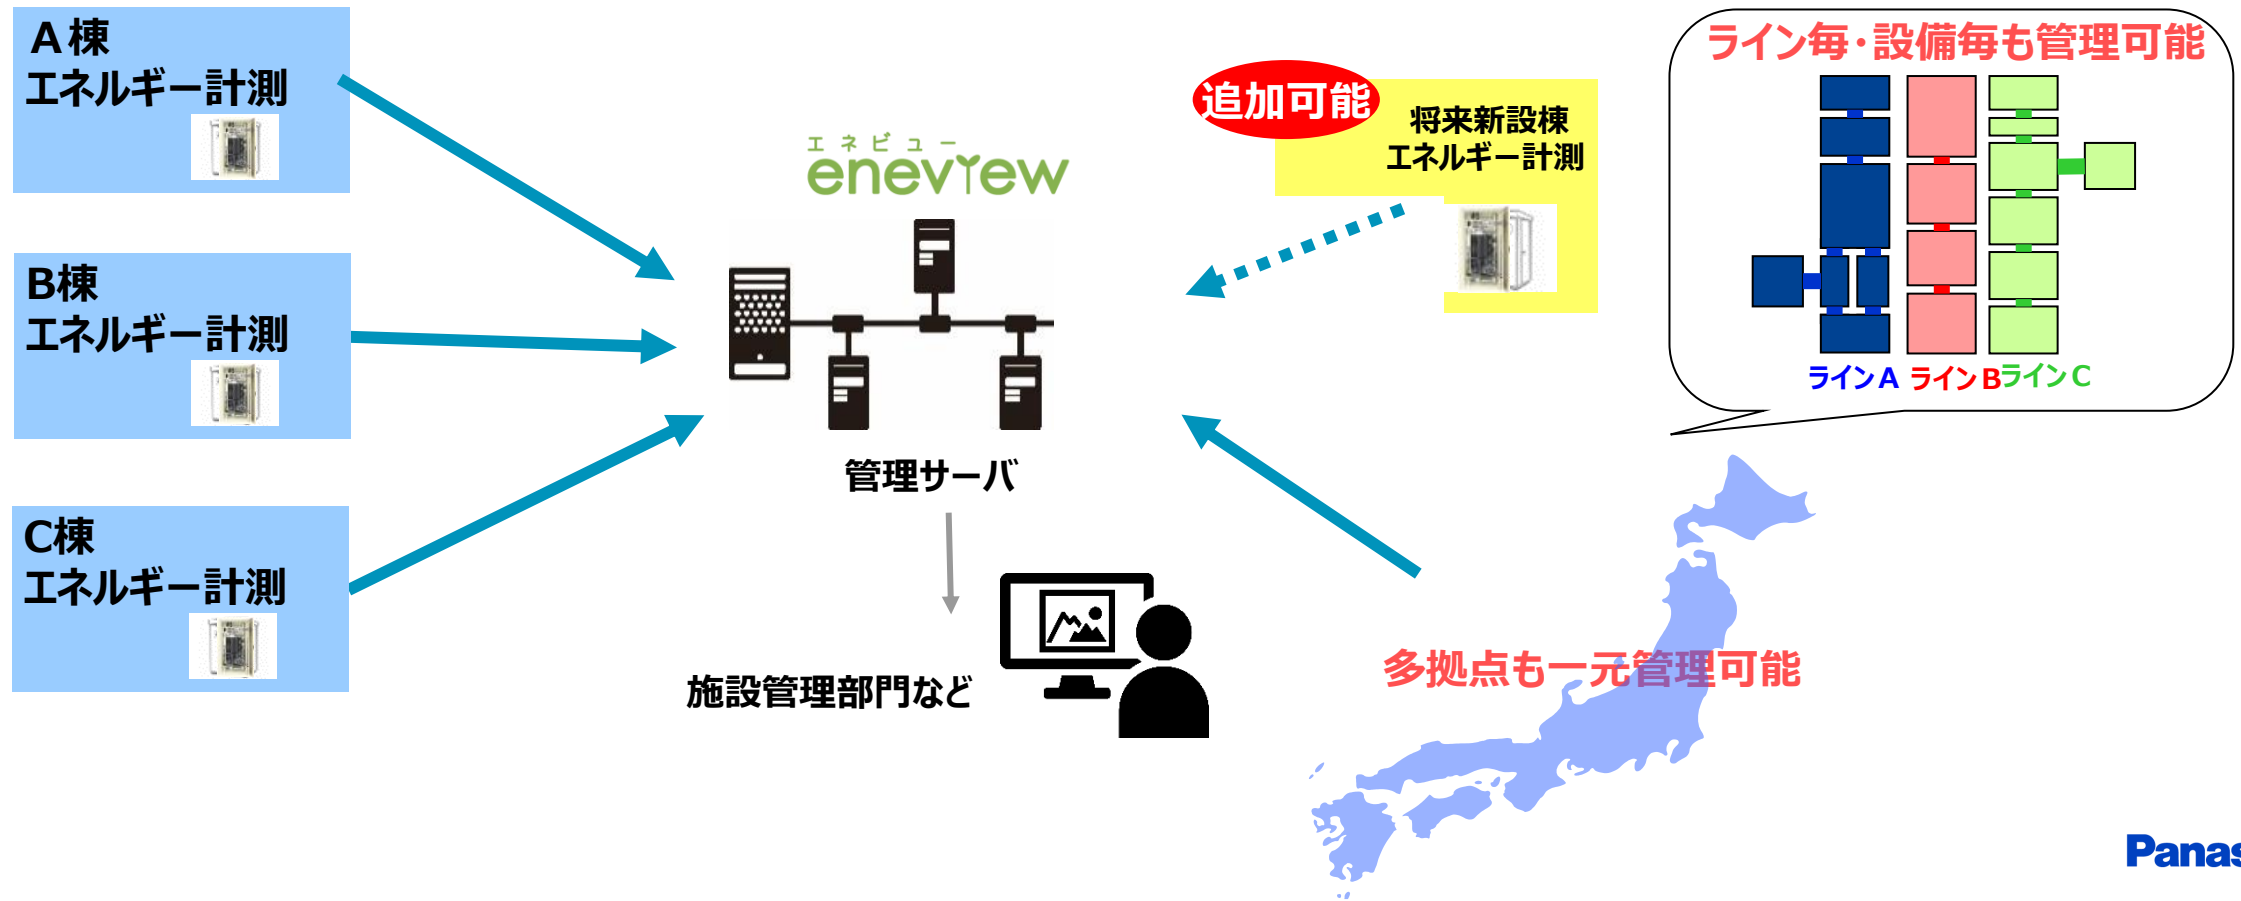 A棟
エネルギー計測
B棟
エネルギー計測
C棟
エネルギー計測
エネビュー
eneview
管理サーバ
施設管理部門など
追加可能
将来新設棟
エネルギー計測
ライン毎・設備毎も管理可能
ラインA ラインB ラインC
多拠点も一元管理可能
Panas